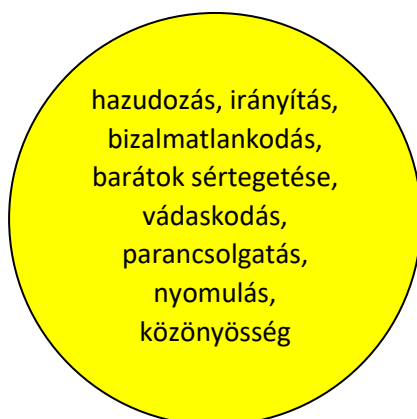 hazudozás, irányítás,
bizalmatlankodás,
barátok sértegetése,
vádaskodás,
parancsolgatás,
nyomulás,
közönyösség